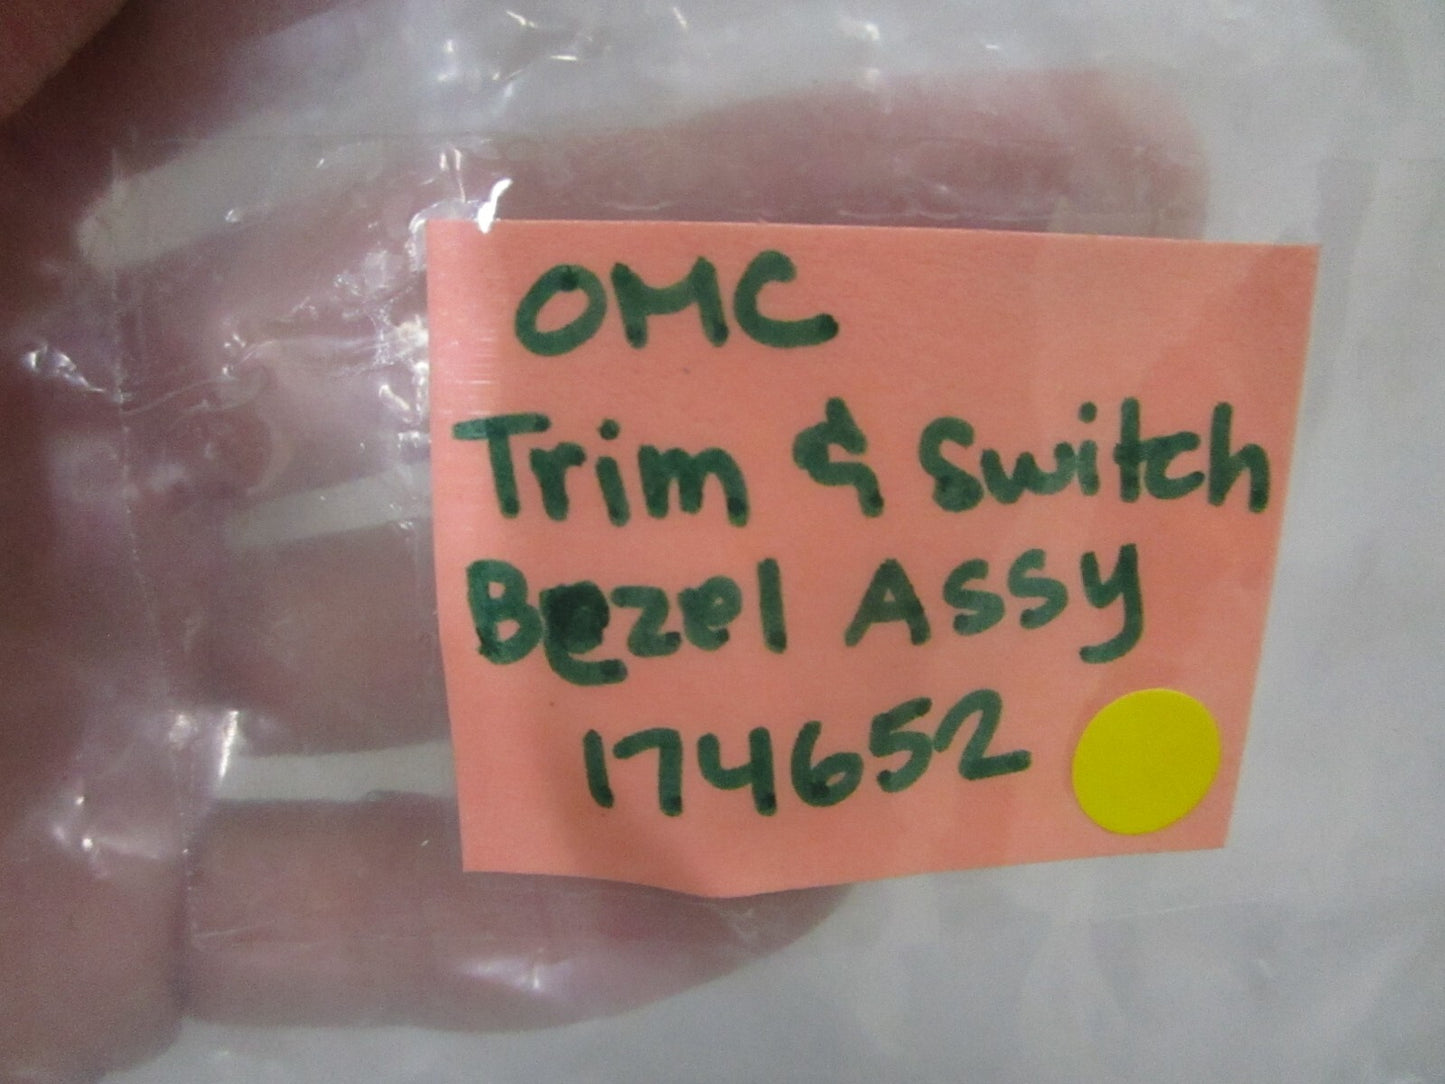 OMC
Trim & Switch
Bezel Assy
174652